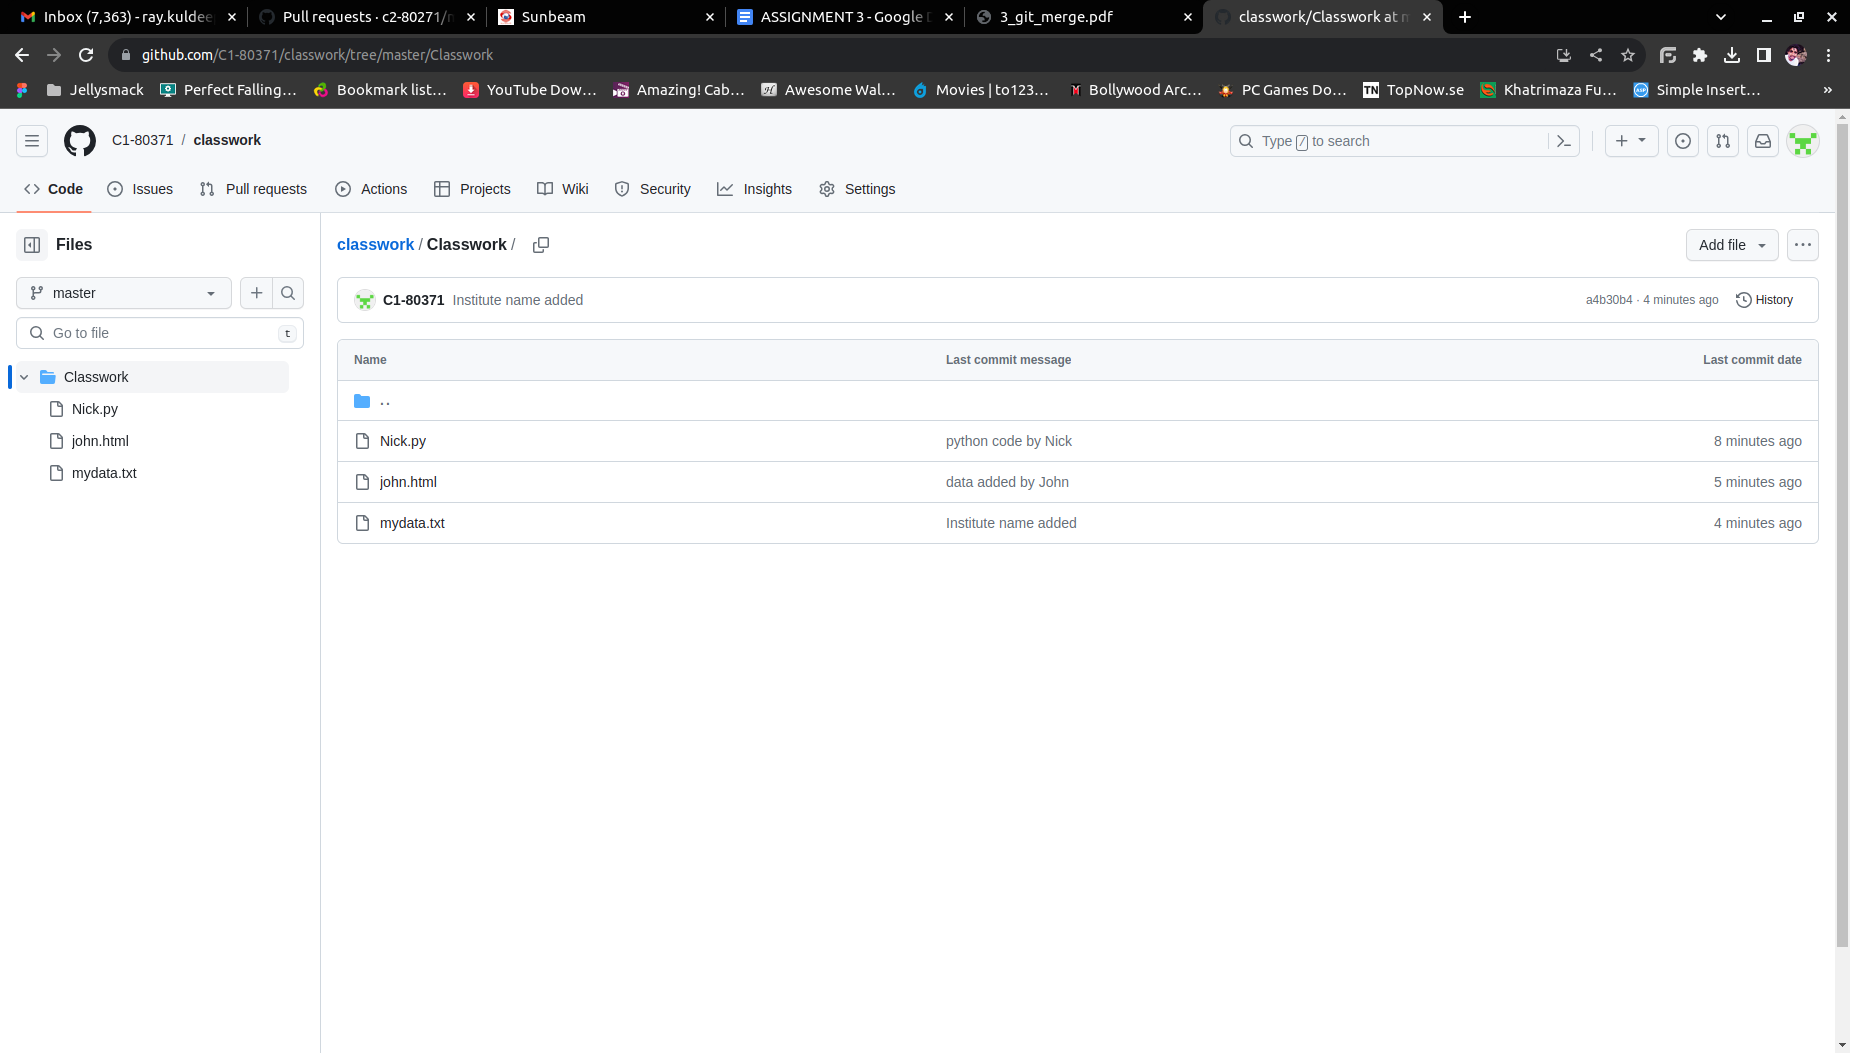 Inbox (7,363) - ray.kuldee
Pull requests · c2-80271/
Sunbeam
ASSIGNMENT 3 - Google D
3_git_merge.pdf
classwork/Classwork at m
github.com/C1-80371/classwork/tree/master/Classwork
Jellysmack
Perfect Falling…
Bookmark list…
YouTube Dow…
Amazing! Cab…
Awesome Wal…
Movies | to123…
Bollywood Arc…
PC Games Do…
TN TopNow.se
Khatrimaza Fu…
Simple Insert…
»
C1-80371 / classwork
Type / to search
Code
Issues
Pull requests
Actions
Projects
Wiki
Security
Insights
Settings
Files
master
Go to file
t
Classwork
Nick.py
john.html
mydata.txt
classwork / Classwork /
Add file
C1-80371 Institute name added
a4b30b4 · 4 minutes ago
History
Name Last commit message Last commit date
..
Nick.py python code by Nick 8 minutes ago
john.html data added by John 5 minutes ago
mydata.txt Institute name added 4 minutes ago